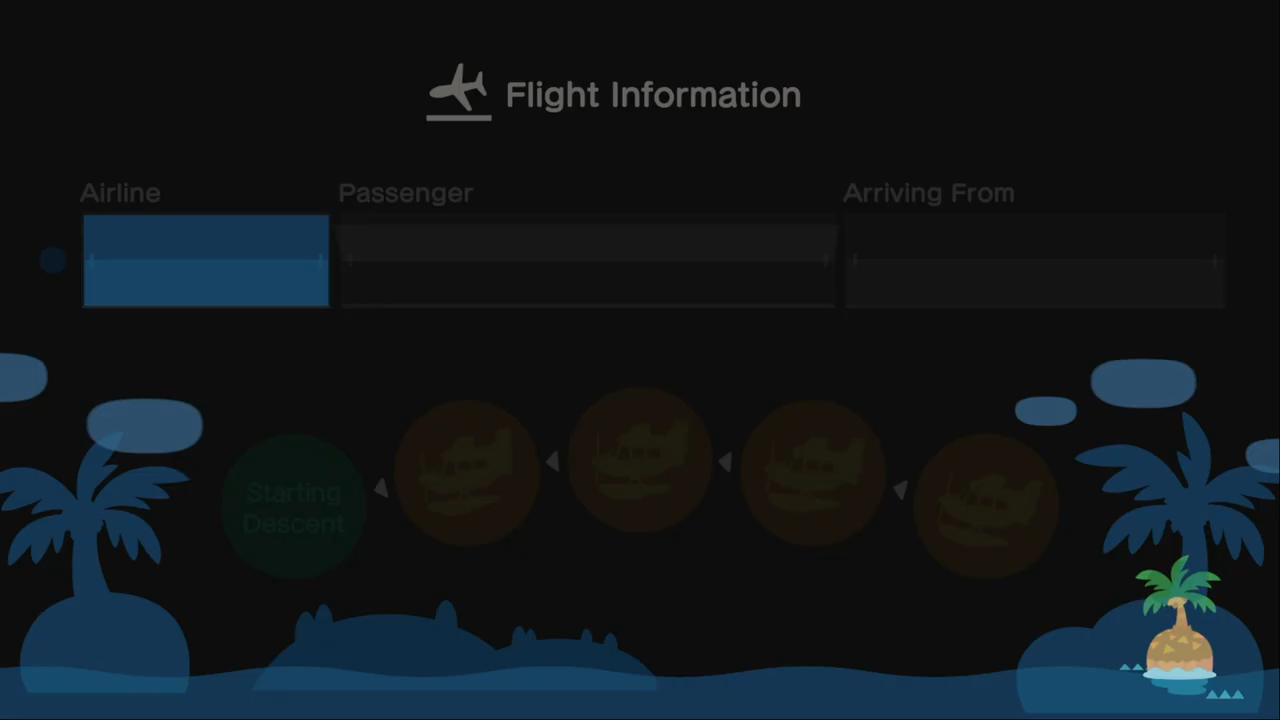 Flight Information
Airline
Passenger
Arriving From
Starting
Descent